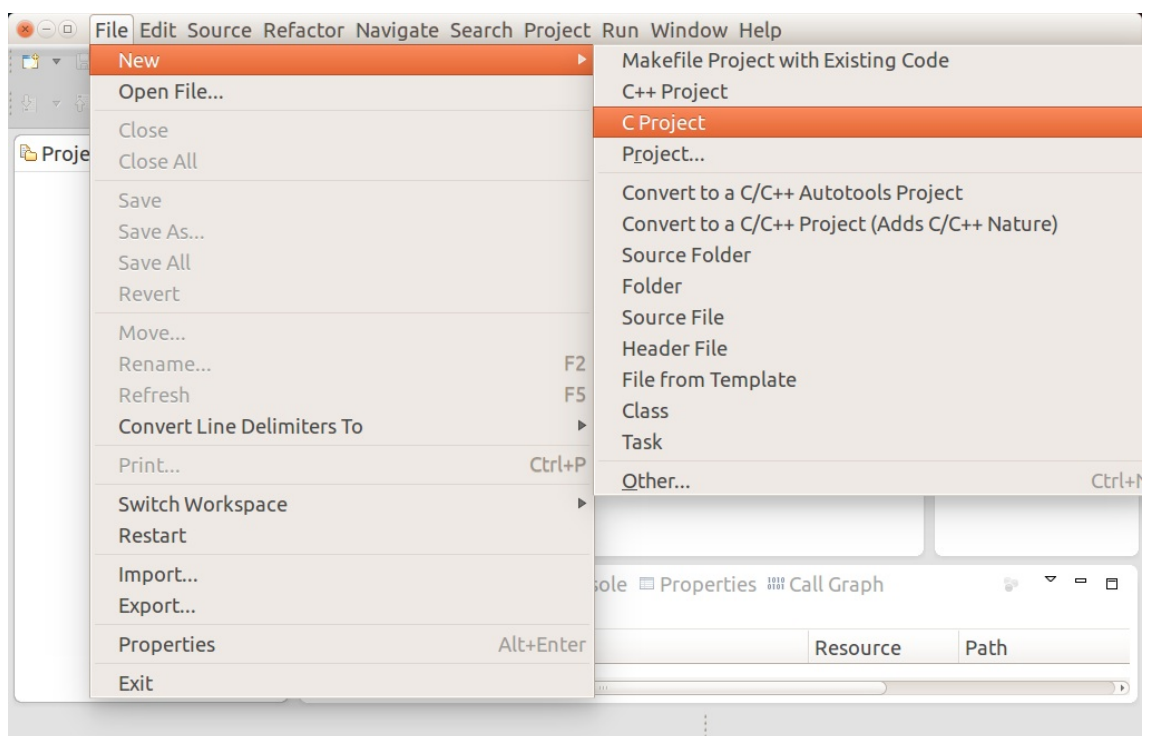 File Edit Source Refactor Navigate Search Project Run Window Help
New
Open File...
Close
Close All
Save
Save As...
Save All
Revert
Move...
Rename... F2
Refresh F5
Convert Line Delimiters To
Print... Ctrl+P
Switch Workspace
Restart
Import...
Export...
Properties Alt+Enter
Exit
Makefile Project with Existing Code
C++ Project
C Project
Project...
Convert to a C/C++ Autotools Project
Convert to a C/C++ Project (Adds C/C++ Nature)
Source Folder
Folder
Source File
Header File
File from Template
Class
Task
Other... Ctrl+N
Proje
sole Properties Call Graph
Resource Path